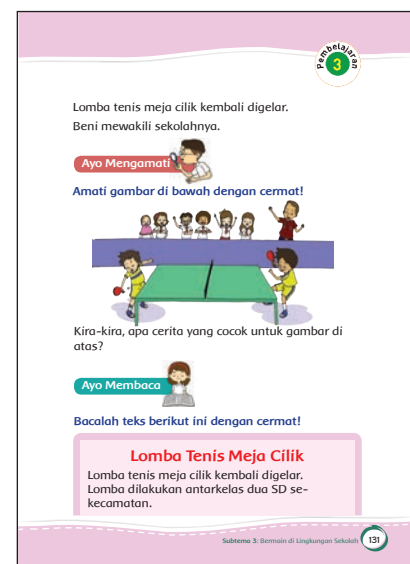 Pembelajaran
3
Lomba tenis meja cilik kembali digelar.
Beni mewakili sekolahnya.
Ayo Mengamati
Amati gambar di bawah dengan cermat!
Kira-kira, apa cerita yang cocok untuk gambar di
atas?
Ayo Membaca
Bacalah teks berikut ini dengan cermat!
Lomba Tenis Meja Cilik
Lomba tenis meja cilik kembali digelar.
Lomba dilakukan antarkelas dua SD se-
kecamatan.
Subtema 3: Bermain di Lingkungan Sekolah
131